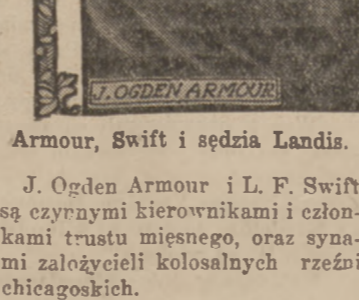 J. OGDEN ARMOUR
Armour, Swift i sędzia Landis.
J. Ogden Armour i L. F. Swift
są czynnymi kierownikami i człon-
kami trustu mięsnego, oraz syna-
mi założycieli kolosalnych rzeźni
chicagoskich.